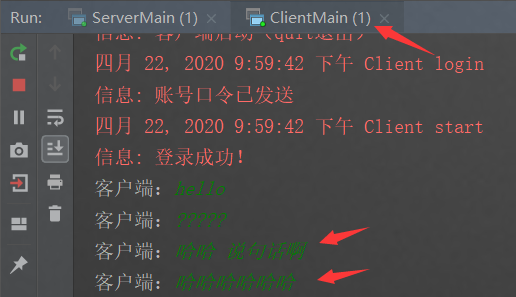 Run: ServerMain (1) × ClientMain (1) ×
信息: 客户端启动（quit退出）
四月 22, 2020 9:59:42 下午 Client login
信息: 账号口令已发送
四月 22, 2020 9:59:42 下午 Client start
信息: 登录成功!
客户端: hello
客户端: ?????
客户端: 哈哈 说句话啊
客户端: 哈哈哈哈哈哈